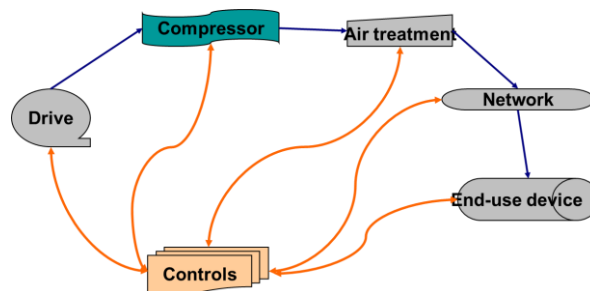 Compressor
Air treatment
Drive
Network
End-use device
Controls